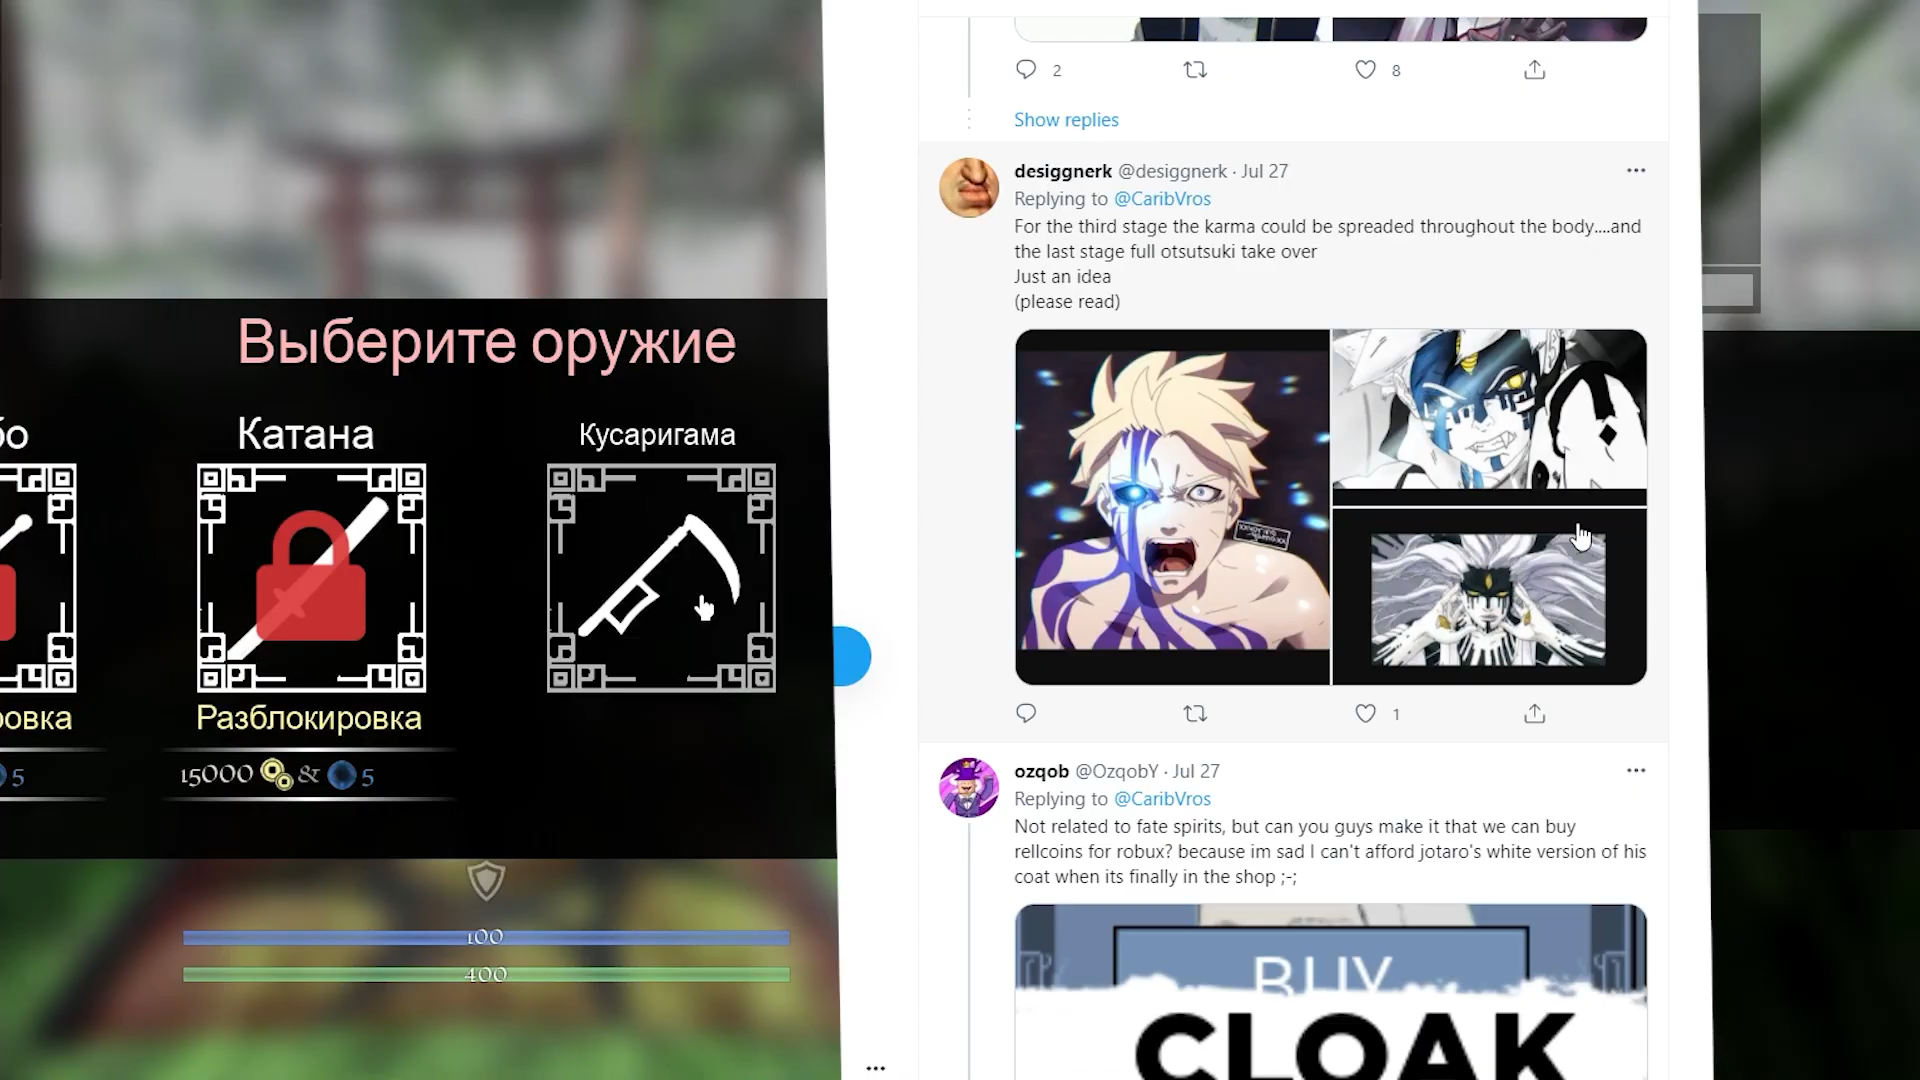 Выберите оружие
бо
Катана
Кусаригама
овка
Разблокировка
5
15000 & 5
100
400
2
8
Show replies
desiggnerk @desiggnerk · Jul 27
Replying to @CaribVros
For the third stage the karma could be spreaded throughout the body....and
the last stage full otsutsuki take over
Just an idea
(please read)
1
ozqob @OzqobY · Jul 27
Replying to @CaribVros
Not related to fate spirits, but can you guys make it that we can buy
rellcoins for robux? because im sad I can't afford jotaro's white version of his
coat when its finally in the shop ;-;
BUY
CLOAK